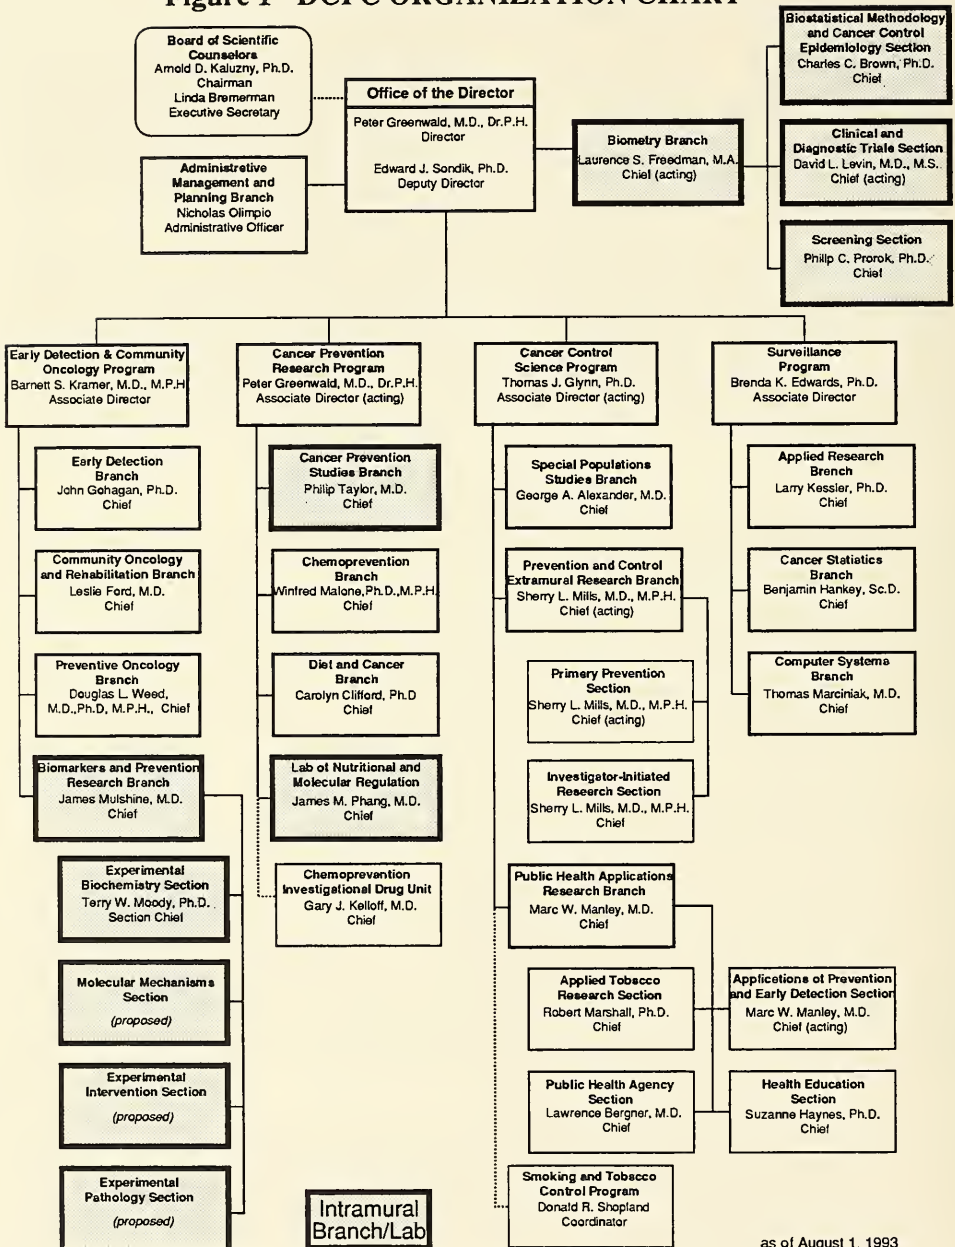 Figure 1 DCPC ORGANIZATION CHART
Board of Scientific
Counselors
Arnold D. Kaluzny, Ph.D.
Chairman
Linda Bremerman
Executive Secretary
Office of the Director
Peter Greenwald, M.D., Dr.P.H.
Director
Edward J. Sondik, Ph.D.
Deputy Director
Administrative
Management and
Planning Branch
Nicholas Olimpio
Administrative Officer
Biometry Branch
Laurence S. Freedman, M.A.
Chief (acting)
Biostatistical Methodology
and Cancer Control
Epidemiology Section
Charles C. Brown, Ph.D.
Chief
Clinical and
Diagnostic Trials Section
David L. Levin, M.D., M.S.
Chief (acting)
Screening Section
Philip C. Prorok, Ph.D.
Chief
Early Detection & Community
Oncology Program
Barnett S. Kramer, M.D., M.P.H
Associate Director
Early Detection
Branch
John Gohagan, Ph.D.
Chief
Community Oncology
and Rehabilitation Branch
Leslie Ford, M.D.
Chief
Preventive Oncology
Branch
Douglas L. Weed,
M.D.,Ph.D, M.P.H., Chief
Biomarkers and Prevention
Research Branch
James Mulshine, M.D.
Chief
Experimental
Biochemistry Section
Terry W. Moody, Ph.D.
Section Chief
Molecular Mechanisms
Section
(proposed)
Experimental
Intervention Section
(proposed)
Experimental
Pathology Section
(proposed)
Cancer Prevention
Research Program
Peter Greenwald, M.D., Dr.P.H.
Associate Director (acting)
Cancer Prevention
Studies Branch
Philip Taylor, M.D.
Chief
Chemoprevention
Branch
Winfred Malone,Ph.D.,M.P.H.
Chief
Diet and Cancer
Branch
Carolyn Clifford, Ph.D
Chief
Lab of Nutritional and
Molecular Regulation
James M. Phang, M.D.
Chief
Chemoprevention
Investigational Drug Unit
Gary J. Kelloff, M.D.
Chief
Cancer Control
Science Program
Thomas J. Glynn, Ph.D.
Associate Director (acting)
Special Populations
Studies Branch
George A. Alexander, M.D.
Chief
Prevention and Control
Extramural Research Branch
Sherry L. Mills, M.D., M.P.H.
Chief (acting)
Primary Prevention
Section
Sherry L. Mills, M.D., M.P.H.
Chief (acting)
Investigator-Initiated
Research Section
Sherry L. Mills, M.D., M.P.H.
Chief
Public Health Applications
Research Branch
Marc W. Manley, M.D.
Chief
Applied Tobacco
Research Section
Robert Marshall, Ph.D.
Chief
Applications of Prevention
and Early Detection Section
Marc W. Manley, M.D.
Chief (acting)
Public Health Agency
Section
Lawrence Bergner, M.D.
Chief
Health Education
Section
Suzanne Haynes, Ph.D.
Chief
Smoking and Tobacco
Control Program
Donald R. Shopland
Coordinator
Surveillance
Program
Brenda K. Edwards, Ph.D.
Associate Director
Applied Research
Branch
Larry Kessler, Ph.D.
Chief
Cancer Statistics
Branch
Benjamin Hankey, Sc.D.
Chief
Computer Systems
Branch
Thomas Marciniak, M.D.
Chief
Intramural
Branch/Lab
as of August 1, 1993